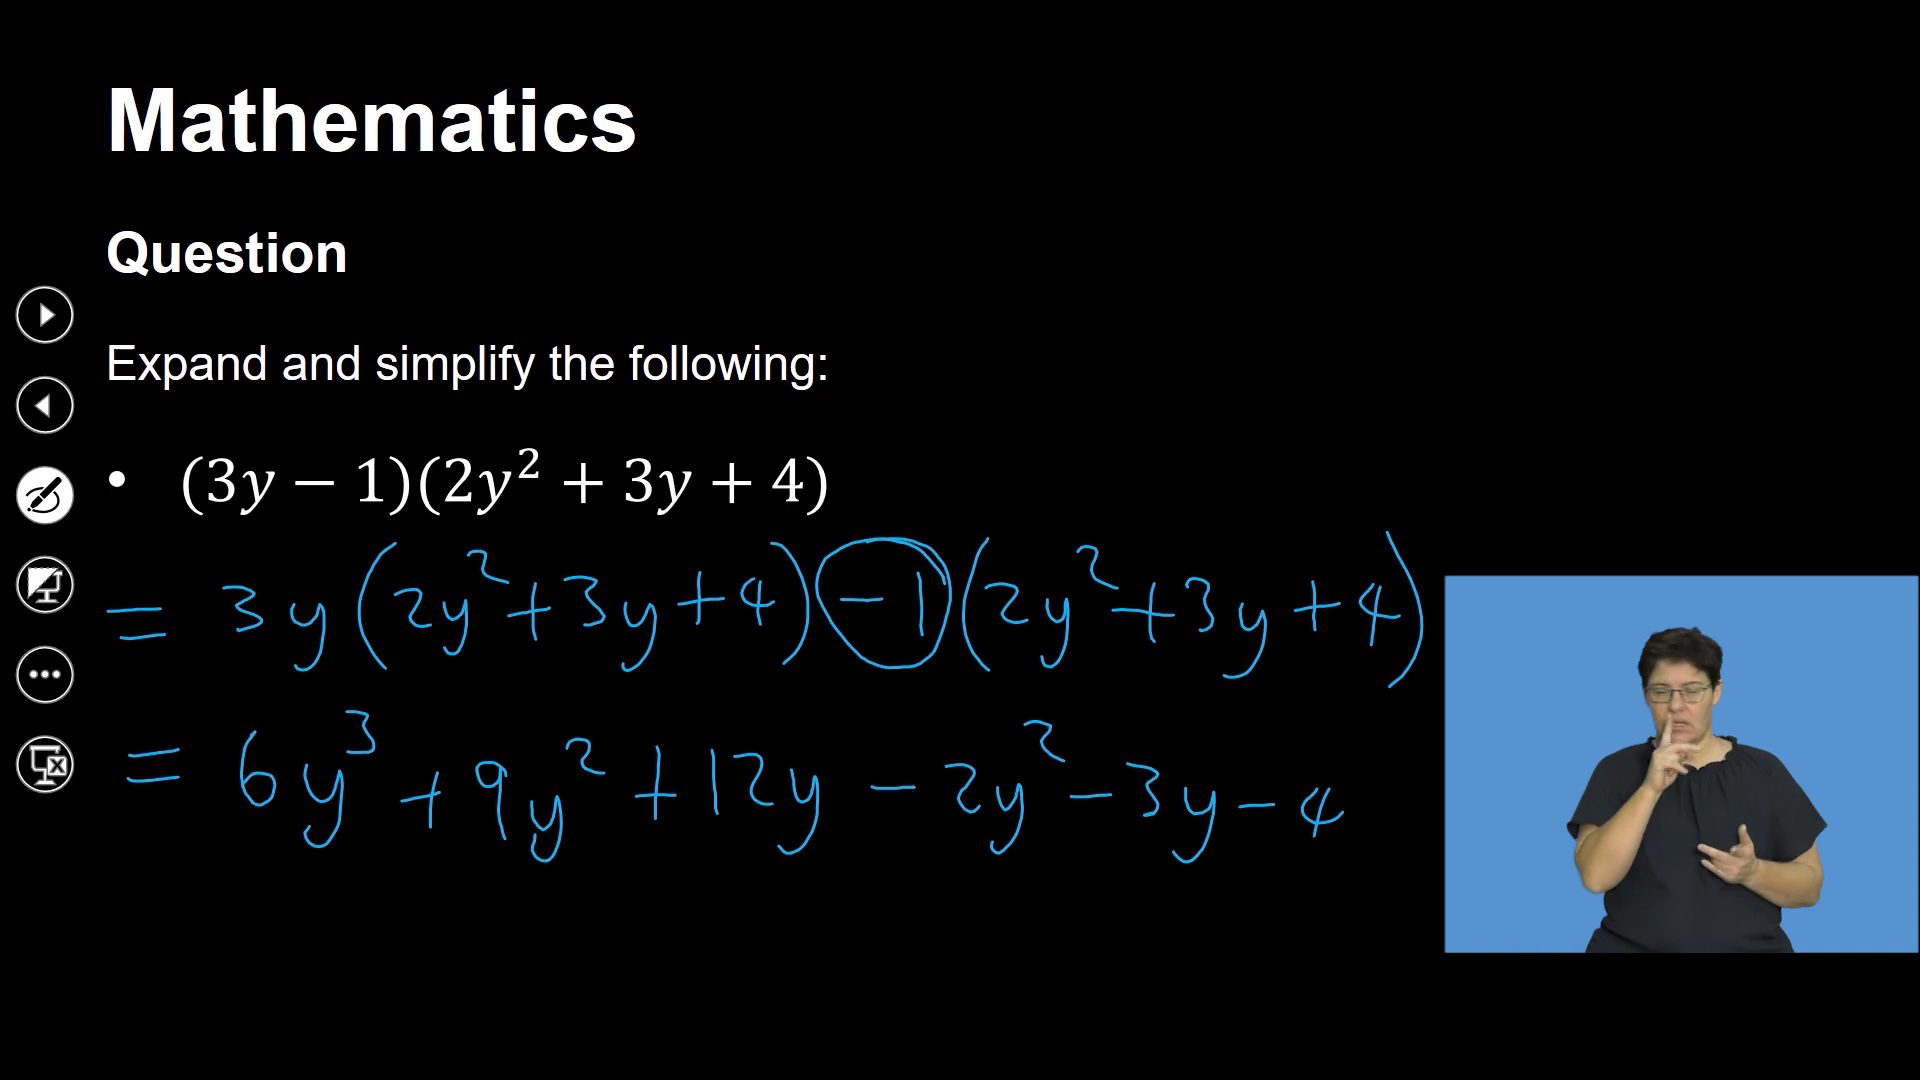 Mathematics
Question
Expand and simplify the following:
• (3y − 1)(2y² + 3y + 4)
= 3y(2y² + 3y + 4) − 1(2y² + 3y + 4)
= 6y³ + 9y² + 12y − 2y² − 3y − 4